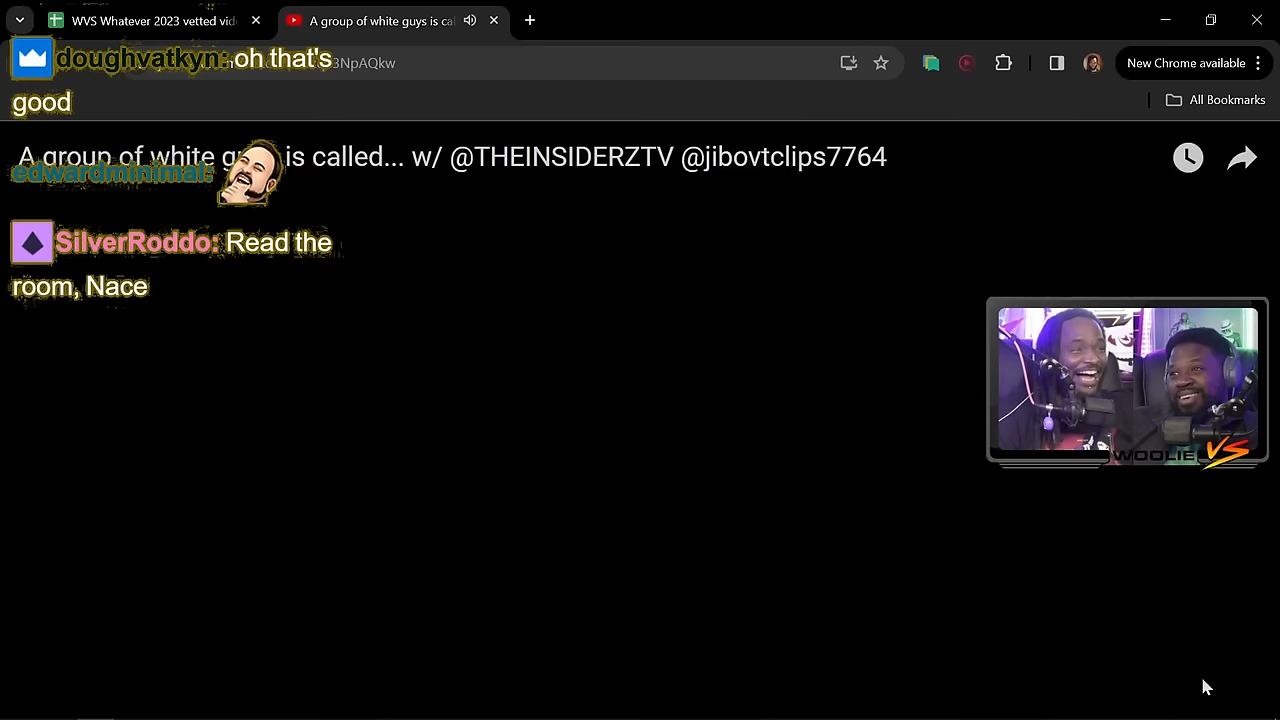 WVS Whatever 2023 vetted vid
A group of white guys is cal
doughvatkyn: oh that's
good
3NpAQkw
New Chrome available
All Bookmarks
A group of white guys is called... w/ @THEINSIDERZTV @jibovtclips7764
edwardminimal:
SilverRoddo: Read the
room, Nace
WOOLIE VS